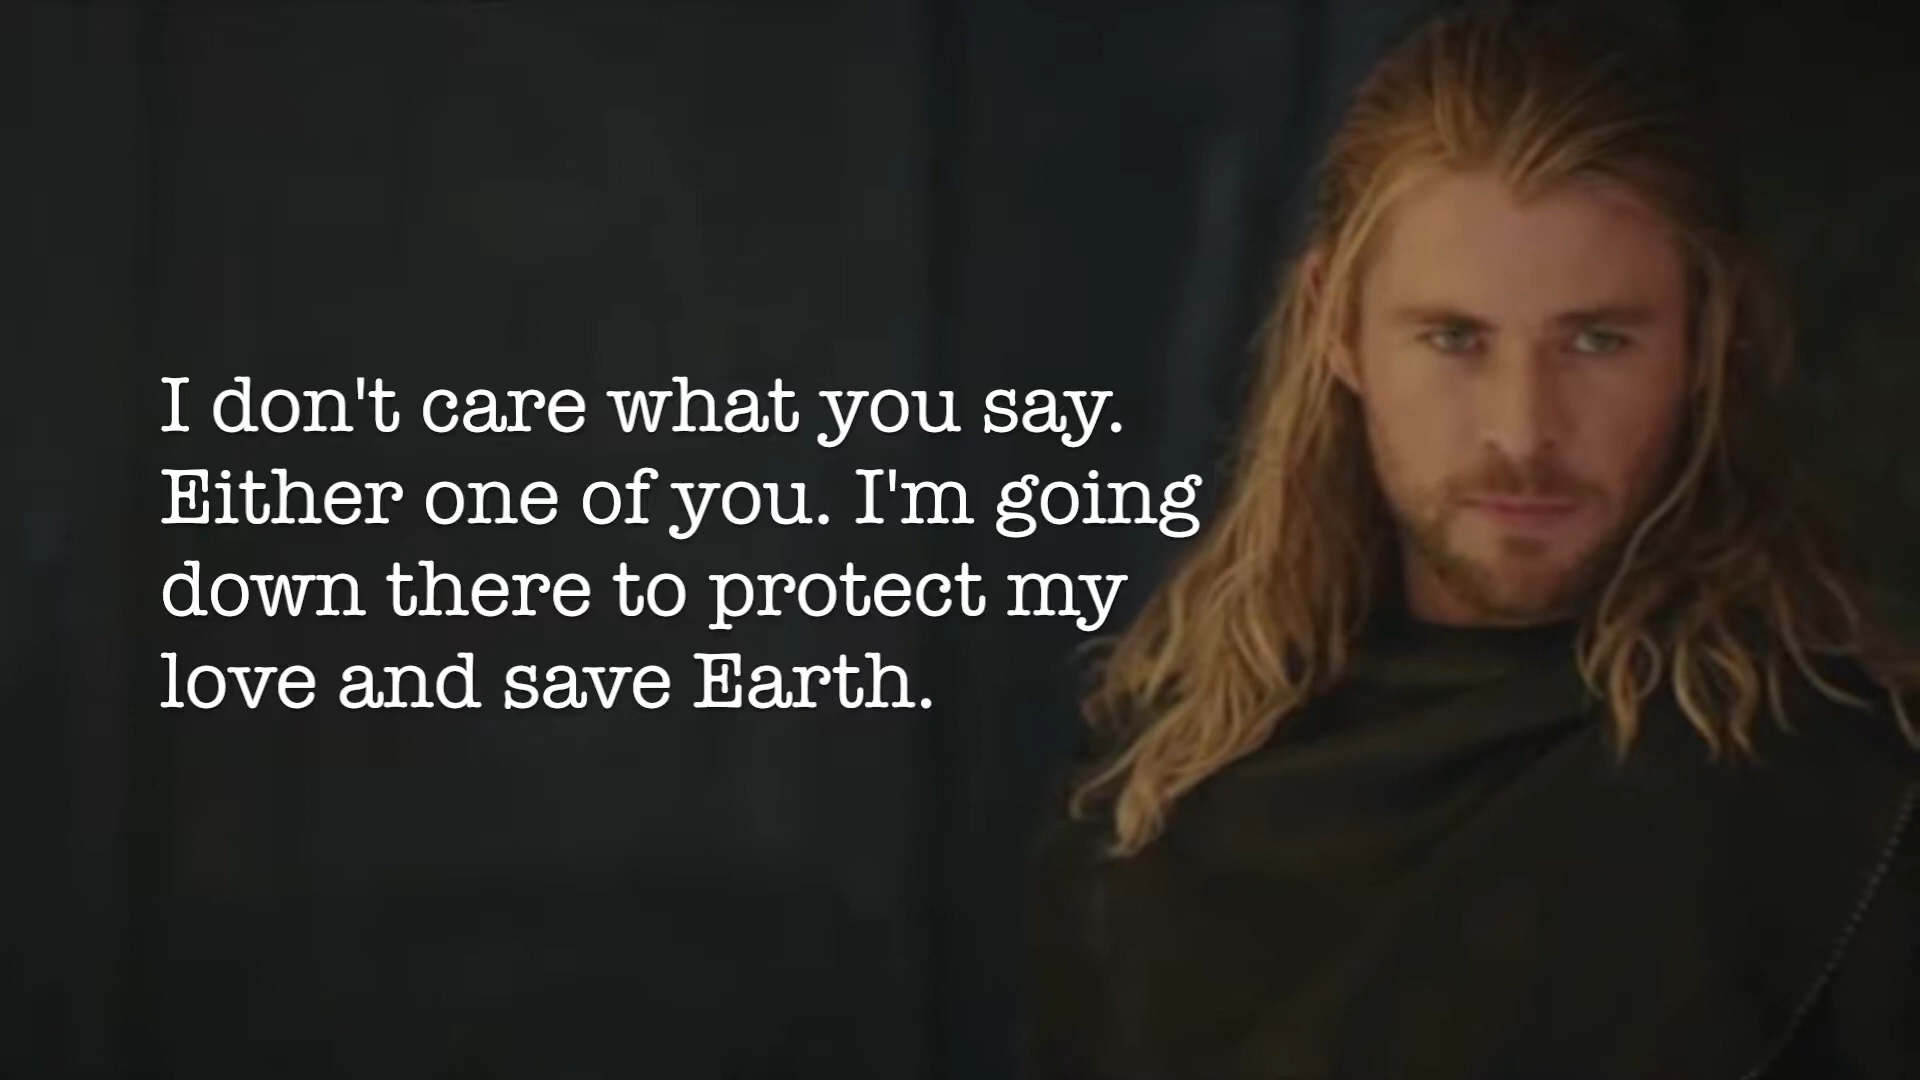 I don't care what you say.
Either one of you. I'm going
down there to protect my
love and save Earth.